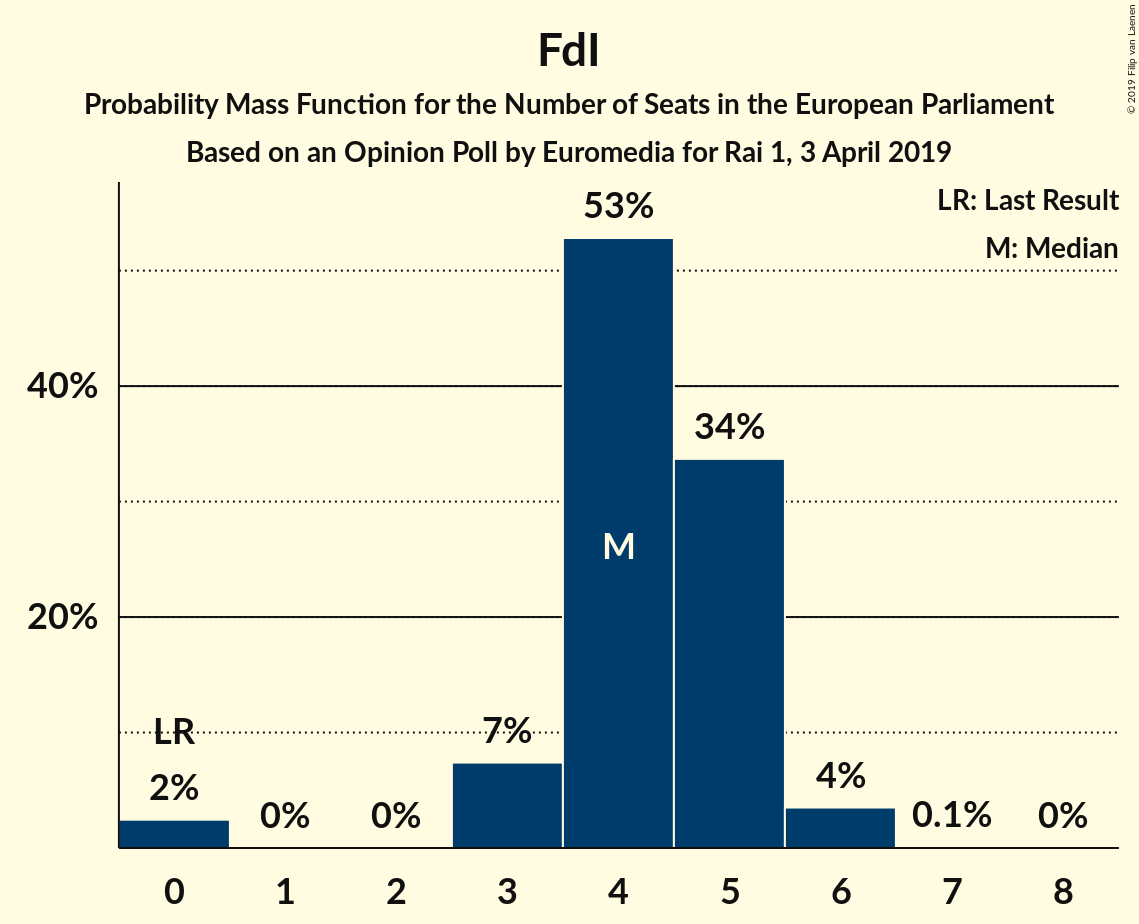 FdI
Probability Mass Function for the Number of Seats in the European Parliament
Based on an Opinion Poll by Euromedia for Rai 1, 3 April 2019
© 2019 Filip van Laenen
LR: Last Result
M: Median
53%
40%
34%
M
20%
LR
7%
2%
0%
0%
4%
0.1%
0%
0
1
2
3
4
5
6
7
8